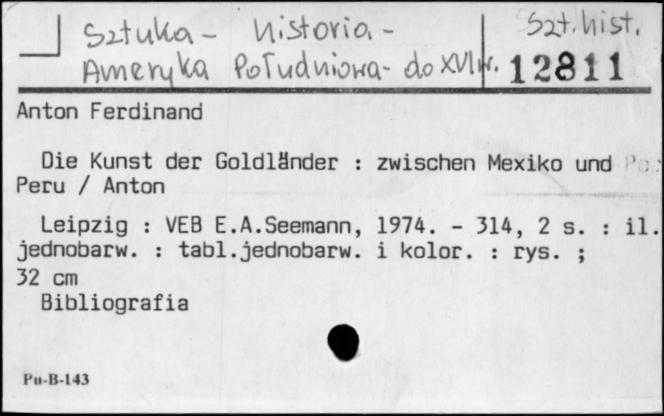 Sztuka - historia - Szt. hist.
Ameryka Południowa - do XVI w. 12811
Anton Ferdinand
Die Kunst der Goldländer : zwischen Mexiko und
Peru / Anton
Leipzig : VEB E.A.Seemann, 1974. - 314, 2 s. : il.
jednobarw. : tabl.jednobarw. i kolor. : rys. ;
32 cm
Bibliografia
Pu-B-143